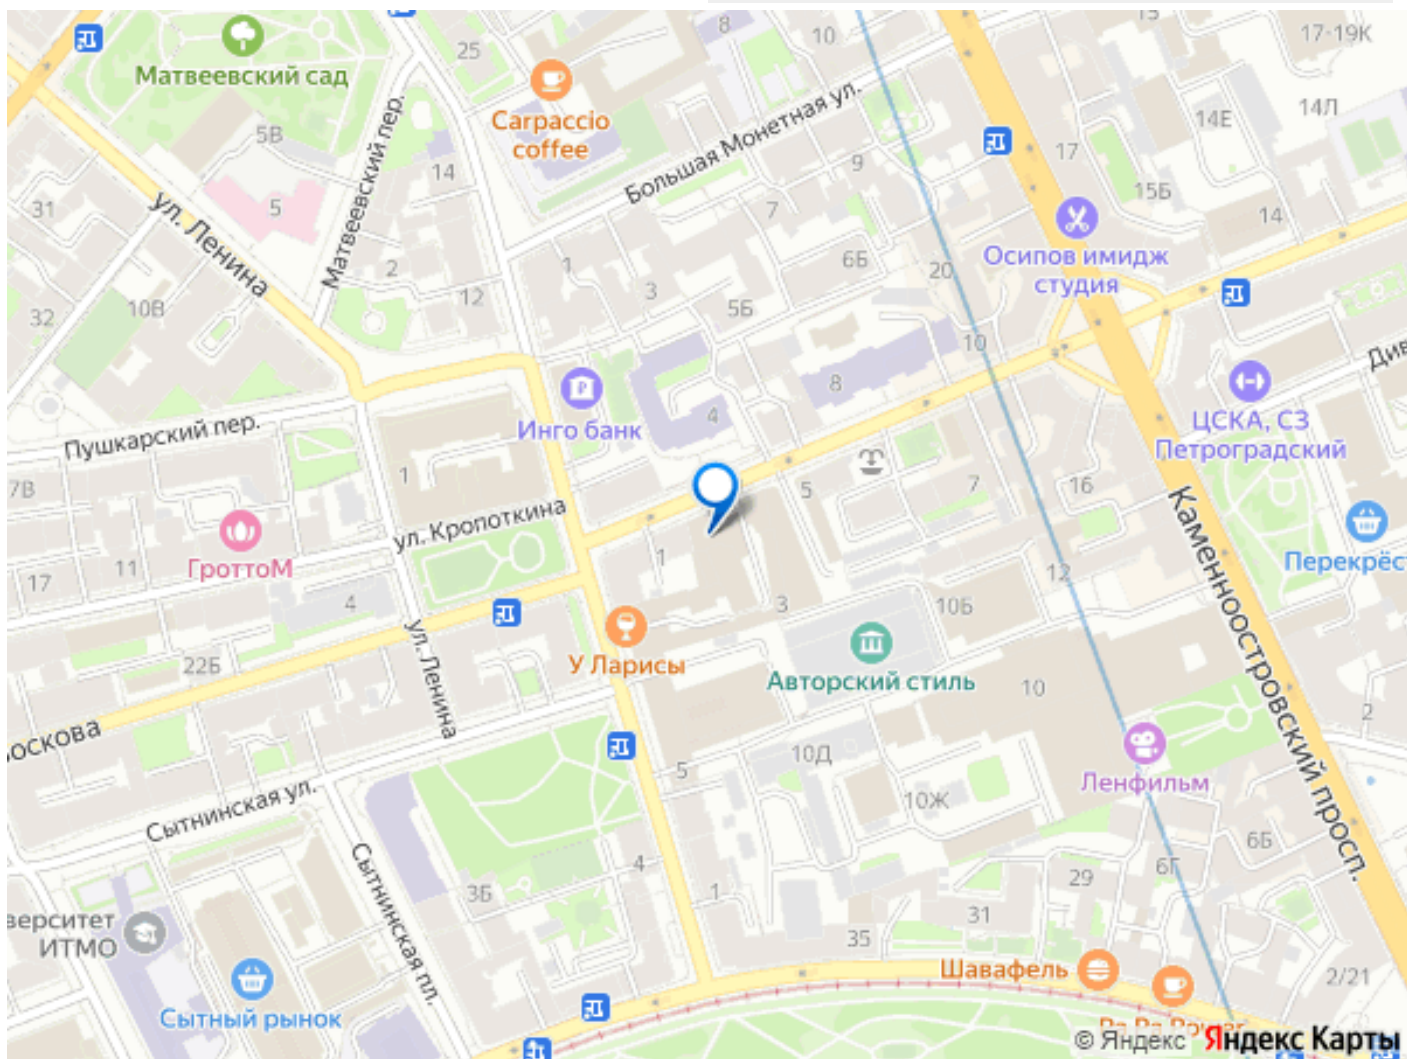 8
10
15
17-19К
25
Матвеевский сад
Carpaccio
coffee
Большая Монетная ул.
14Л
14Е
5В
Матвеевский пер.
14
9
17
15Б
31
5
ул. Ленина
7
14
Осипов имидж
студия
2
1
6Б
20
12
3
5Б
10В
32
10
Див
8
Инго банк
4
ЦСКА, СЗ
Петроградский
Пушкарский пер.
1
7В
5
7
16
Каменноостровский просп.
ул. Кропоткина
ГроттоМ
11
17
1
Перекрёс
12
4
3
10Б
ул. Ленина
У Ларисы
22Б
Авторский стиль
10
2
оскова
5
10Д
Ленфильм
Сытнинская ул.
10Ж
6Б
Сытнинская пл.
4
3Б
1
29
6Г
31
верситет
ИТМО
35
Шавафель
2/21
Сытный рынок
© Яндекс Яндекс Карты